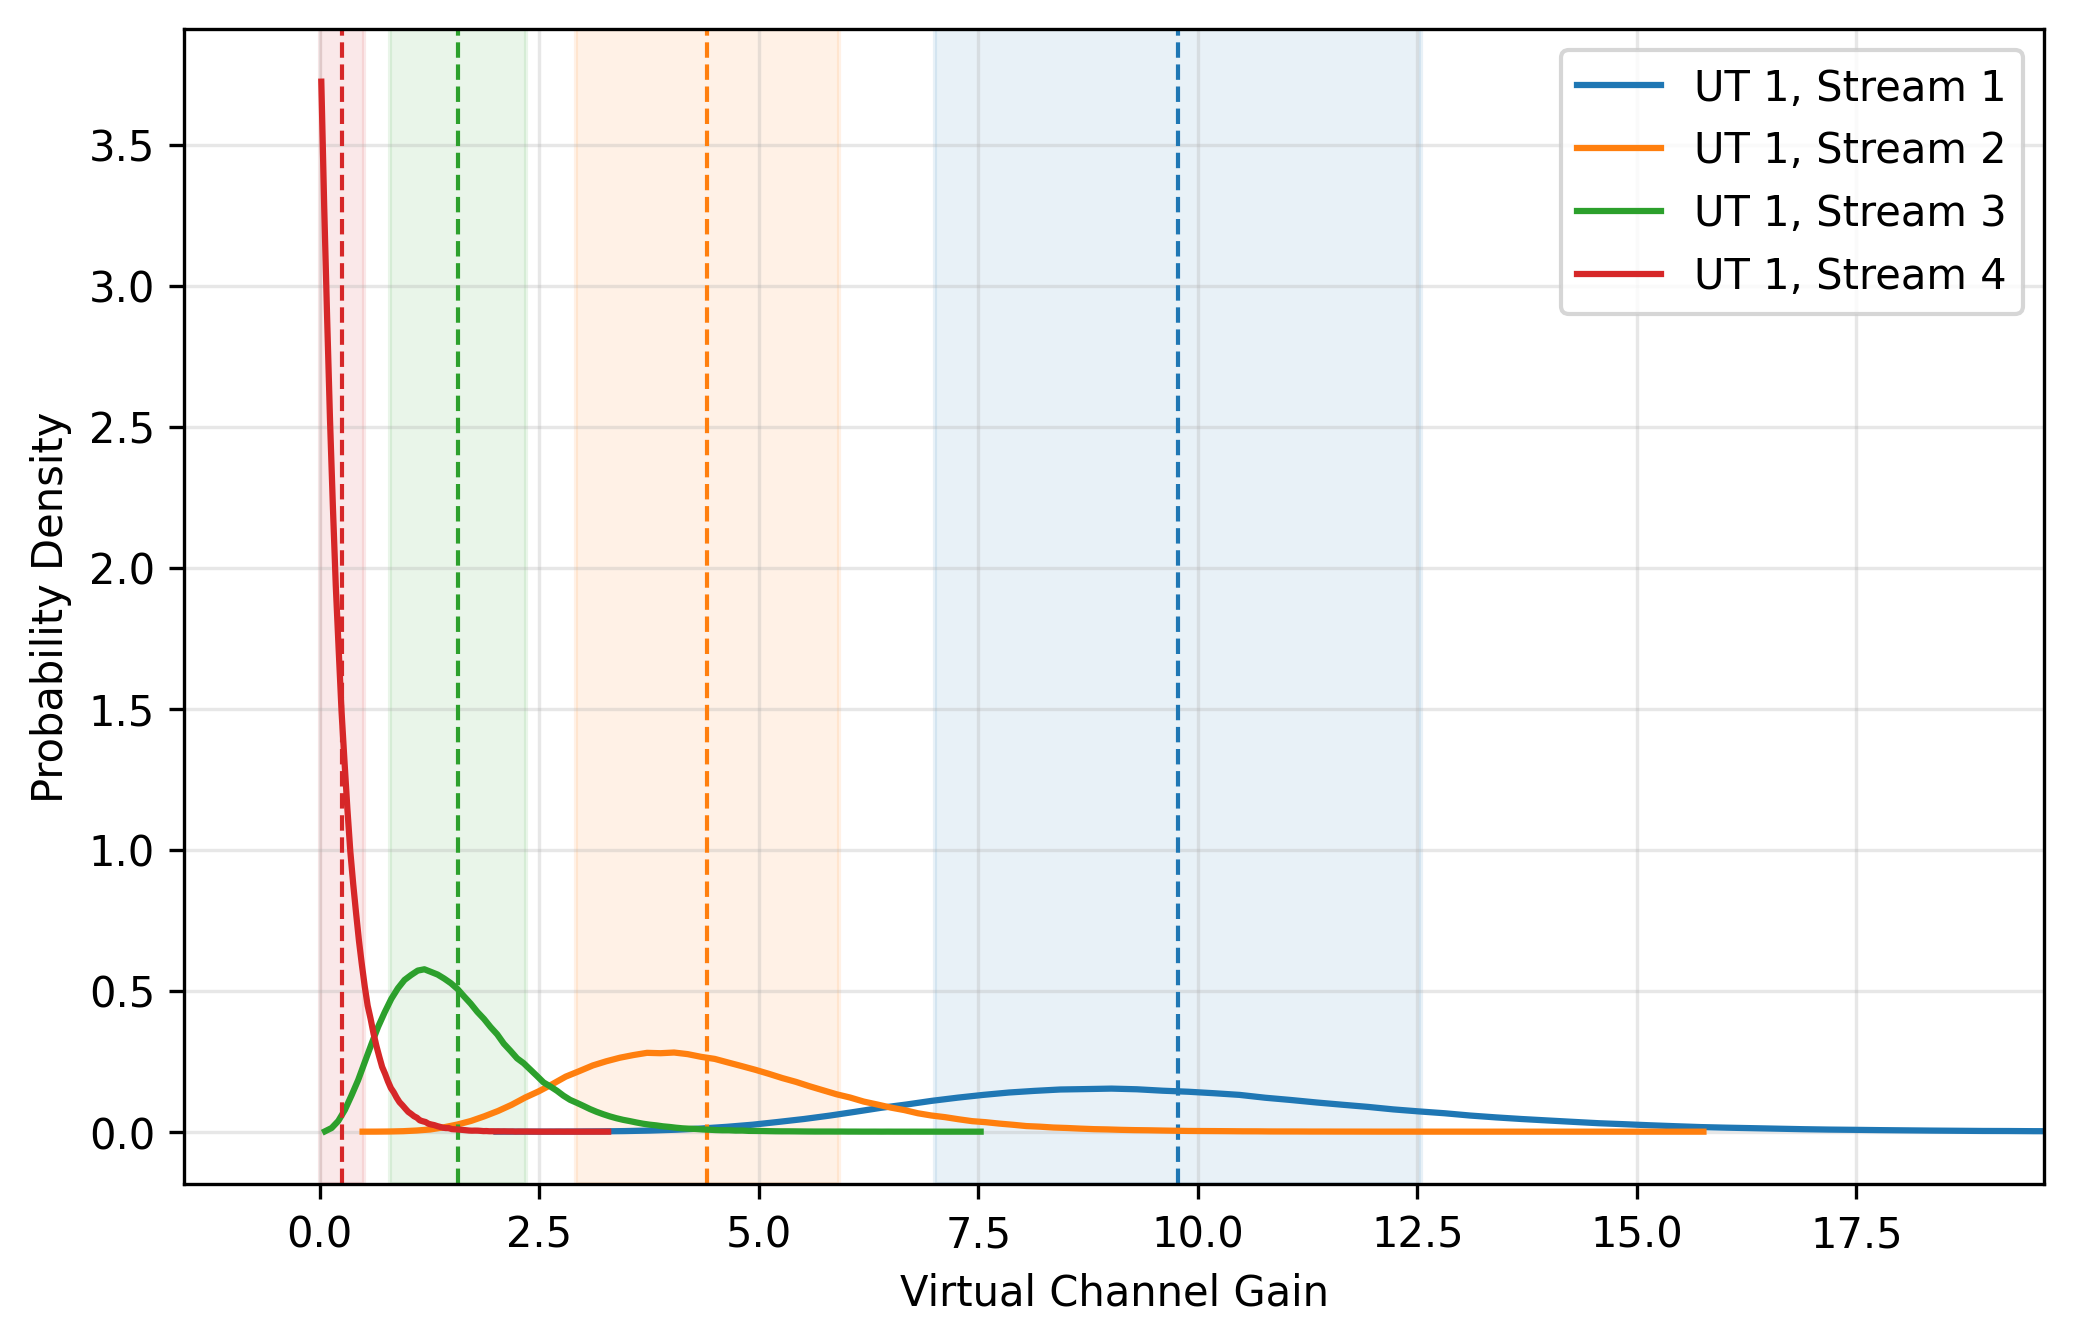 UT 1, Stream 1
UT 1, Stream 2
UT 1, Stream 3
UT 1, Stream 4
Probability Density
3.5
3.0
2.5
2.0
1.5
1.0
0.5
0.0
0.0 2.5 5.0 7.5 10.0 12.5 15.0 17.5
Virtual Channel Gain